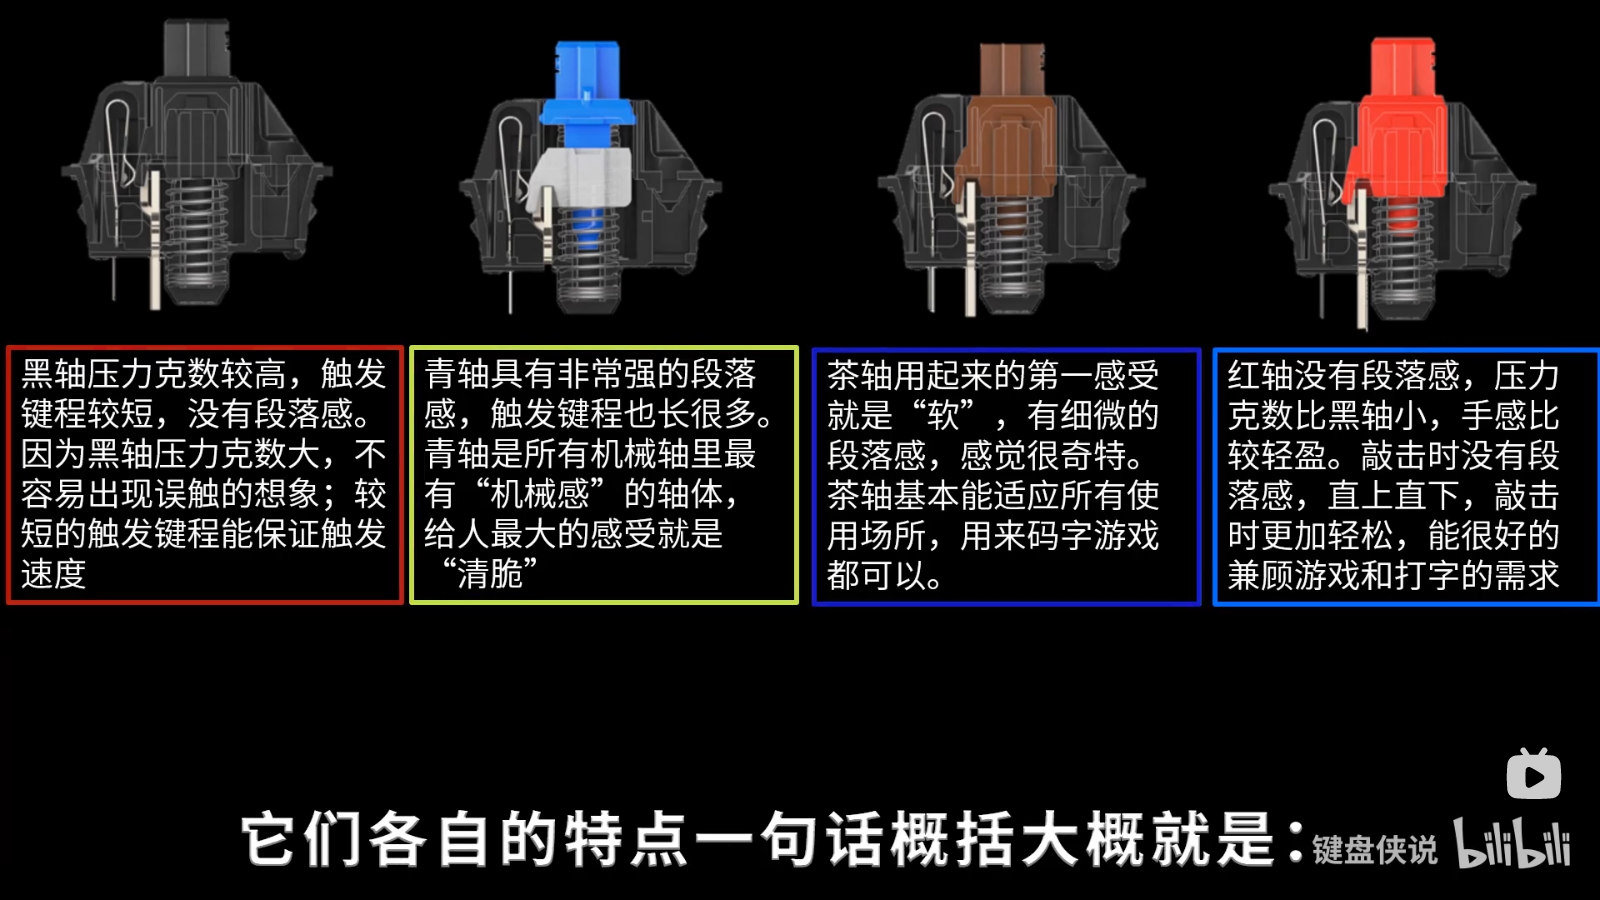 黑轴压力克数较高，触发
键程较短，没有段落感。
因为黑轴压力克数大，不
容易出现误触的想象；较
短的触发键程能保证触发
速度
青轴具有非常强的段落
感，触发键程也长很多。
青轴是所有机械轴里最
有“机械感”的轴体，
给人最大的感受就是
“清脆”
茶轴用起来的第一感受
就是“软”，有细微的
段落感，感觉很奇特。
茶轴基本能适应所有使
用场所，用来码字游戏
都可以。
红轴没有段落感，压力
克数比黑轴小，手感比
较轻盈。敲击时没有段
落感，直上直下，敲击
时更加轻松，能很好的
兼顾游戏和打字的需求
它们各自的特点一句话概括大概就是：
键盘侠说 bilibili